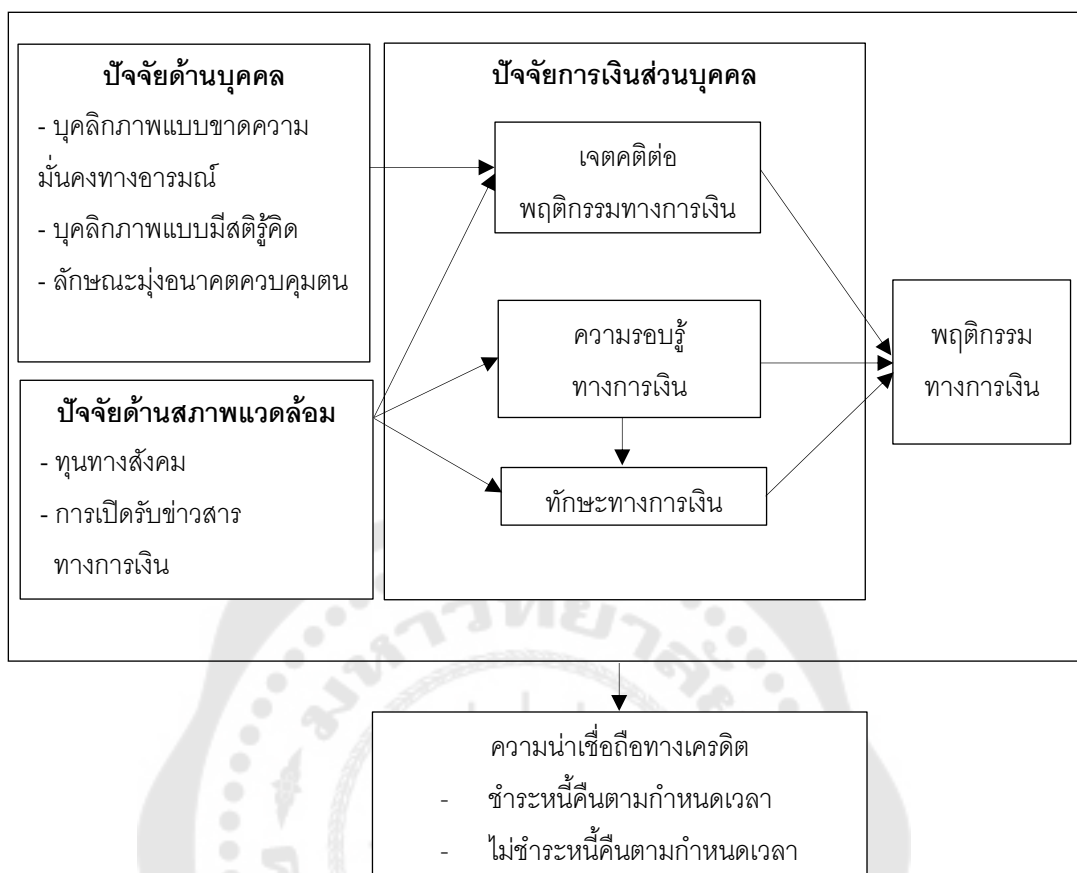 ปัจจัยด้านบุคคล
- บุคลิกภาพแบบขาดความ
มั่นคงทางอารมณ์
- บุคลิกภาพแบบมีสติรู้คิด
- ลักษณะมุ่งอนาคตควบคุมตน
ปัจจัยด้านสภาพแวดล้อม
- ทุนทางสังคม
- การเปิดรับข่าวสาร
ทางการเงิน
ปัจจัยการเงินส่วนบุคคล
เจตคติต่อ
พฤติกรรมทางการเงิน
ความรอบรู้
ทางการเงิน
ทักษะทางการเงิน
พฤติกรรม
ทางการเงิน
มหาวิทยาลัย
ความน่าเชื่อถือทางเครดิต
- ชำระหนี้คืนตามกำหนดเวลา
- ไม่ชำระหนี้คืนตามกำหนดเวลา